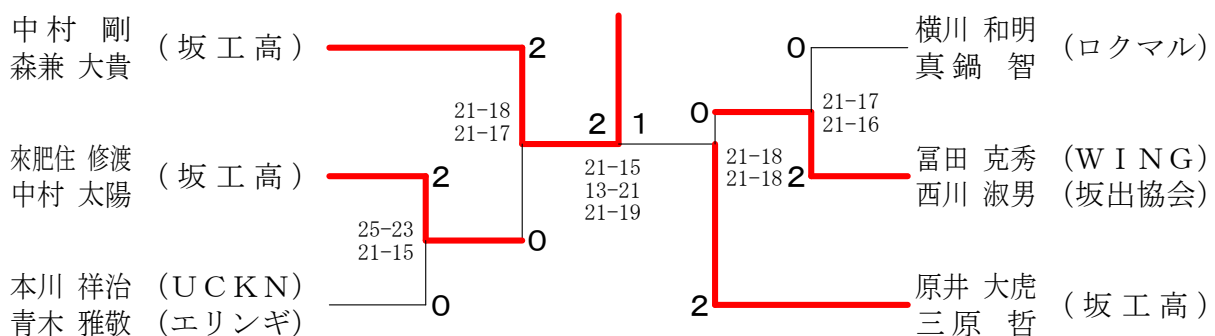 中村 剛
森兼 大貴
(坂工高)
2
21-18
21-17
來肥住 修渡
中村 太陽
(坂工高)
2
25-23
21-15
0
本川 祥治 (UCKN)
青木 雅敬 (エリンギ)
0
2 1
21-15
13-21
21-19
横川 和明
真鍋 智
(ロクマル)
0
21-17
21-16
0
21-18
21-18
2
冨田 克秀 (WING)
西川 淑男 (坂出協会)
原井 大虎
三原 哲
(坂工高)
2